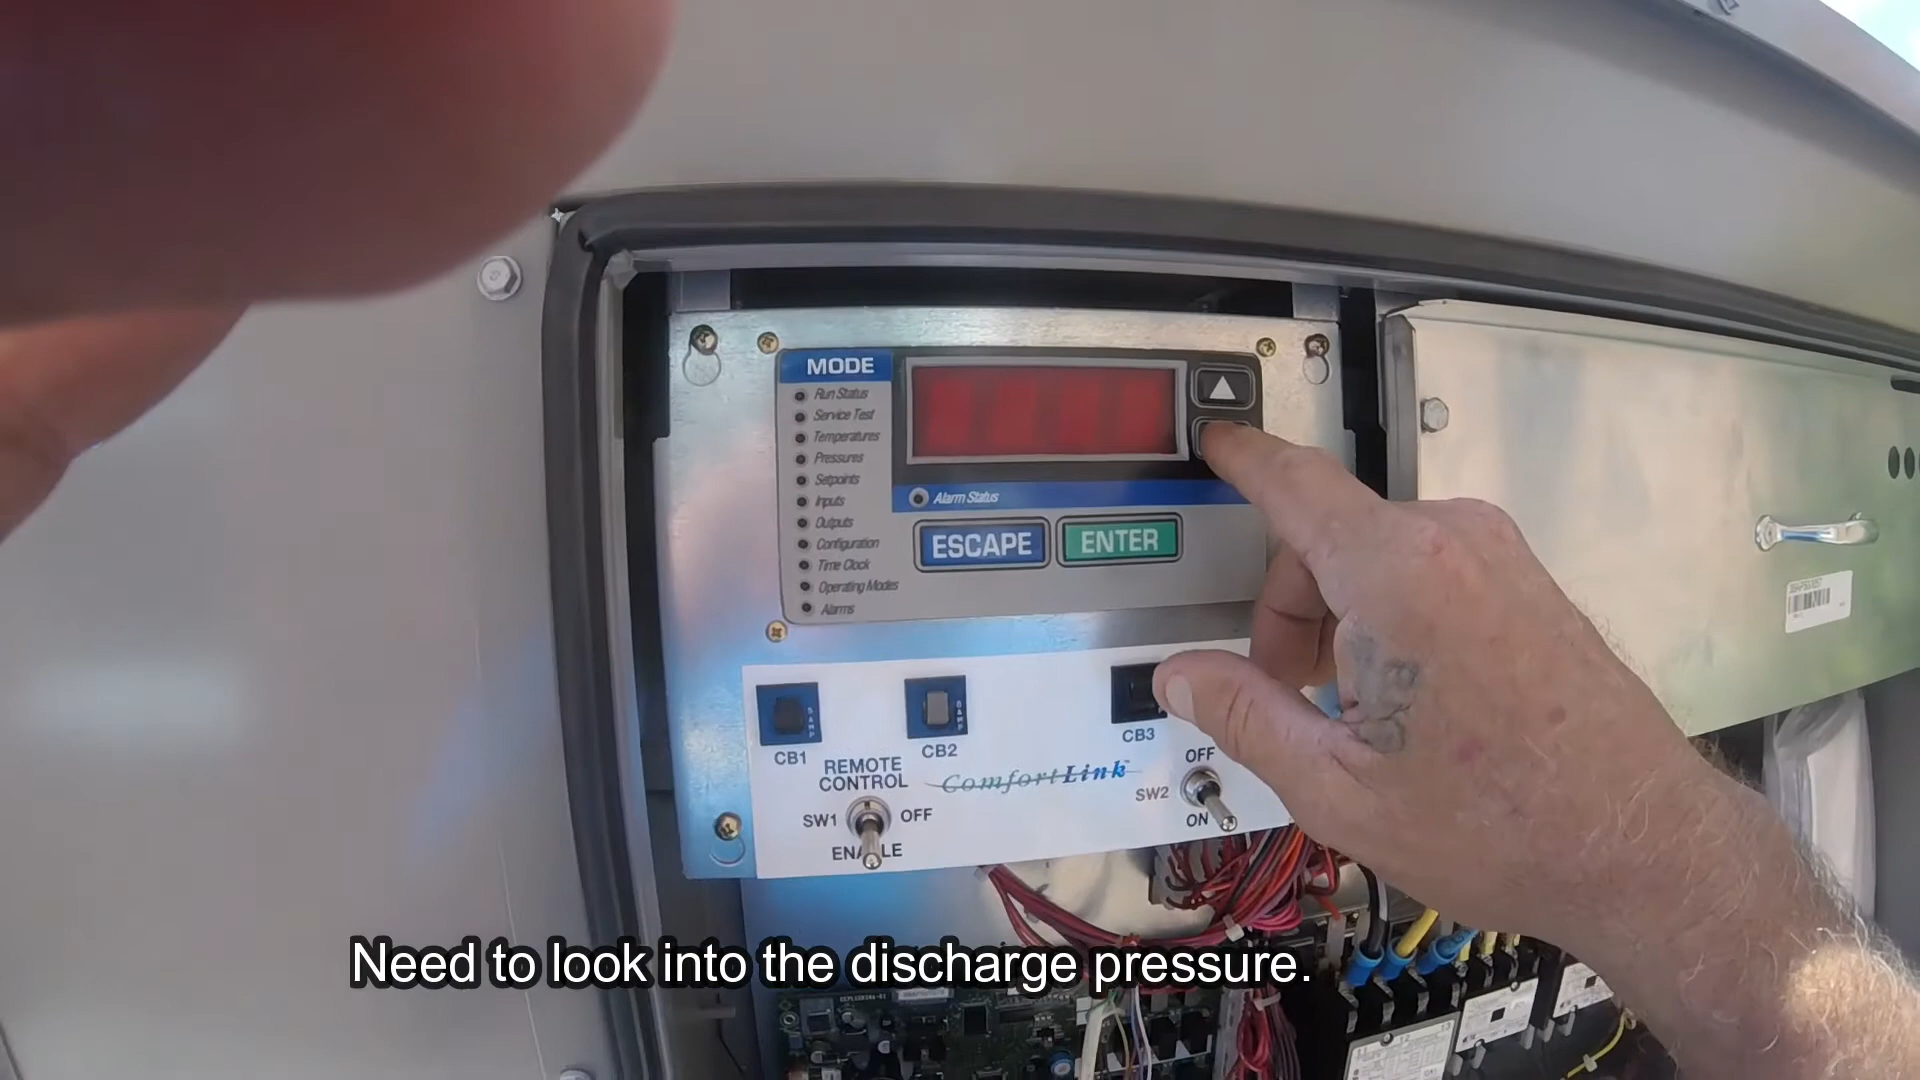 MODE
Run Status
Service Test
Temperatures
Pressures
Setpoints
Inputs
Outputs
Configuration
Time Clock
Operating Modes
Alarms
Alarm Status
ESCAPE
ENTER
CB1
CB2
CB3
REMOTE
CONTROL
SW1
OFF
ENABLE
ComfortLink
OFF
SW2
ON
Need to look into the discharge pressure.